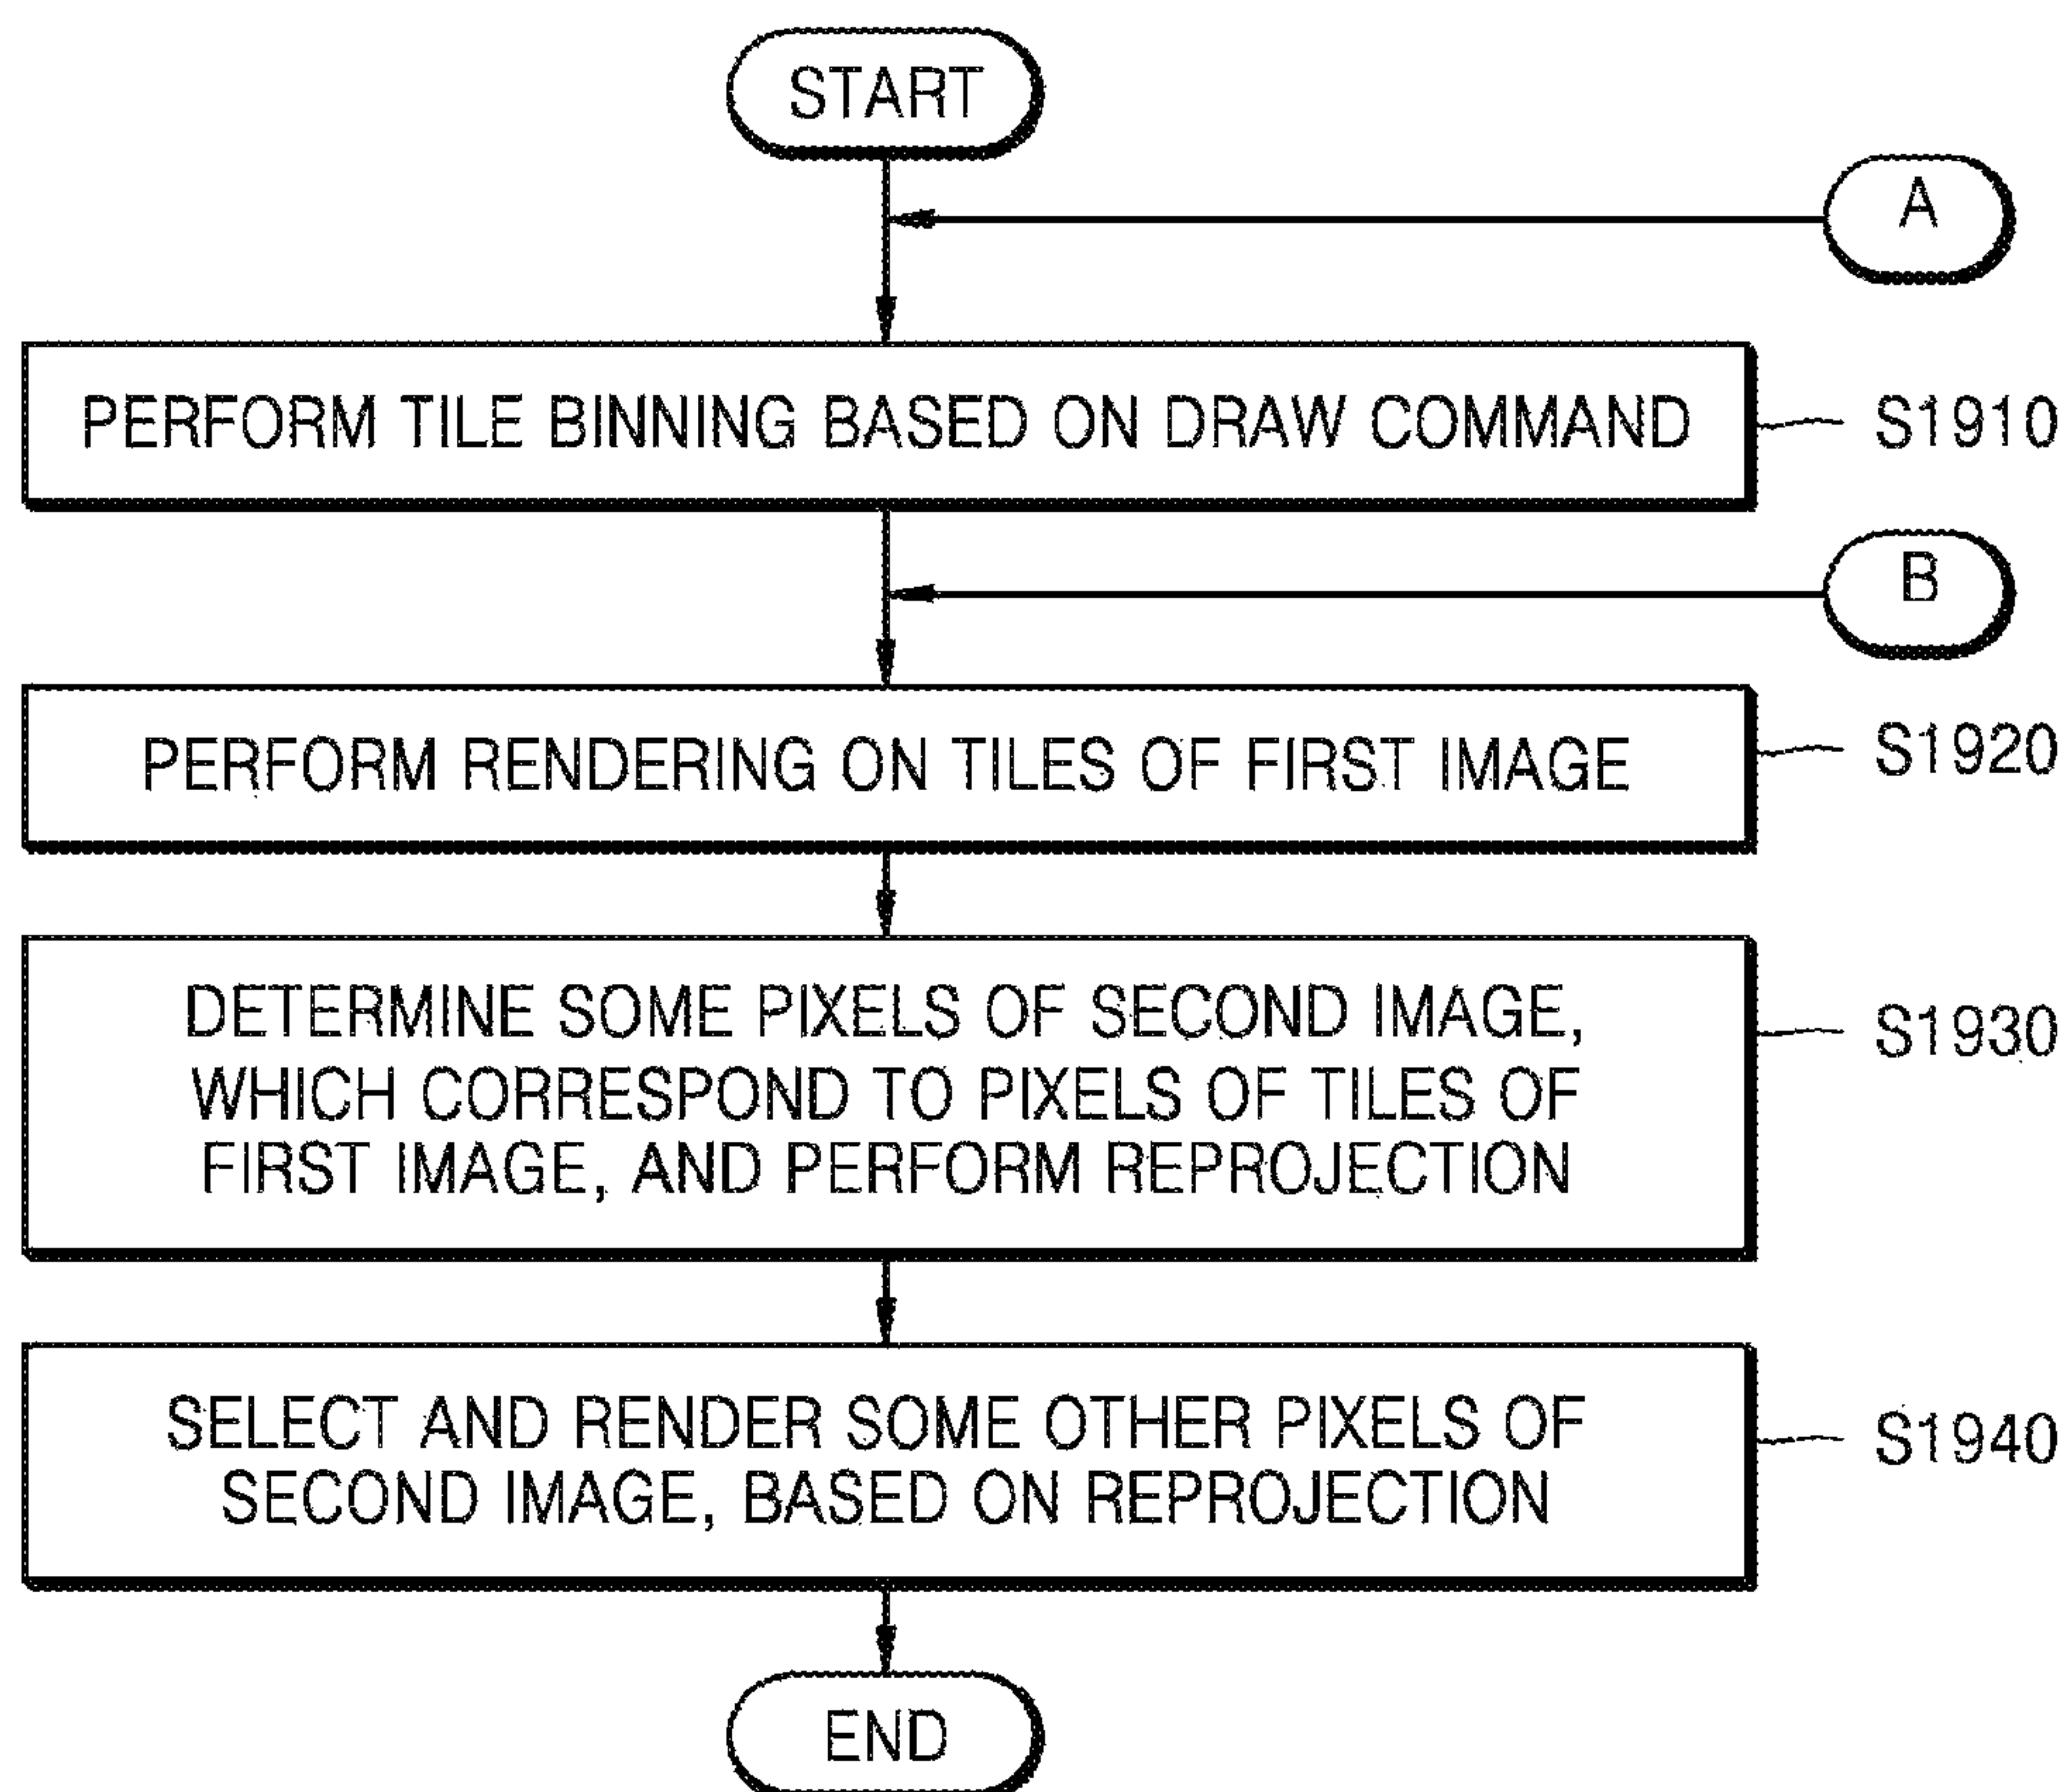 START
A
PERFORM TILE BINNING BASED ON DRAW COMMAND
S1910
B
PERFORM RENDERING ON TILES OF FIRST IMAGE
S1920
DETERMINE SOME PIXELS OF SECOND IMAGE,
WHICH CORRESPOND TO PIXELS OF TILES OF
FIRST IMAGE, AND PERFORM REPROJECTION
S1930
SELECT AND RENDER SOME OTHER PIXELS OF
SECOND IMAGE, BASED ON REPROJECTION
S1940
END